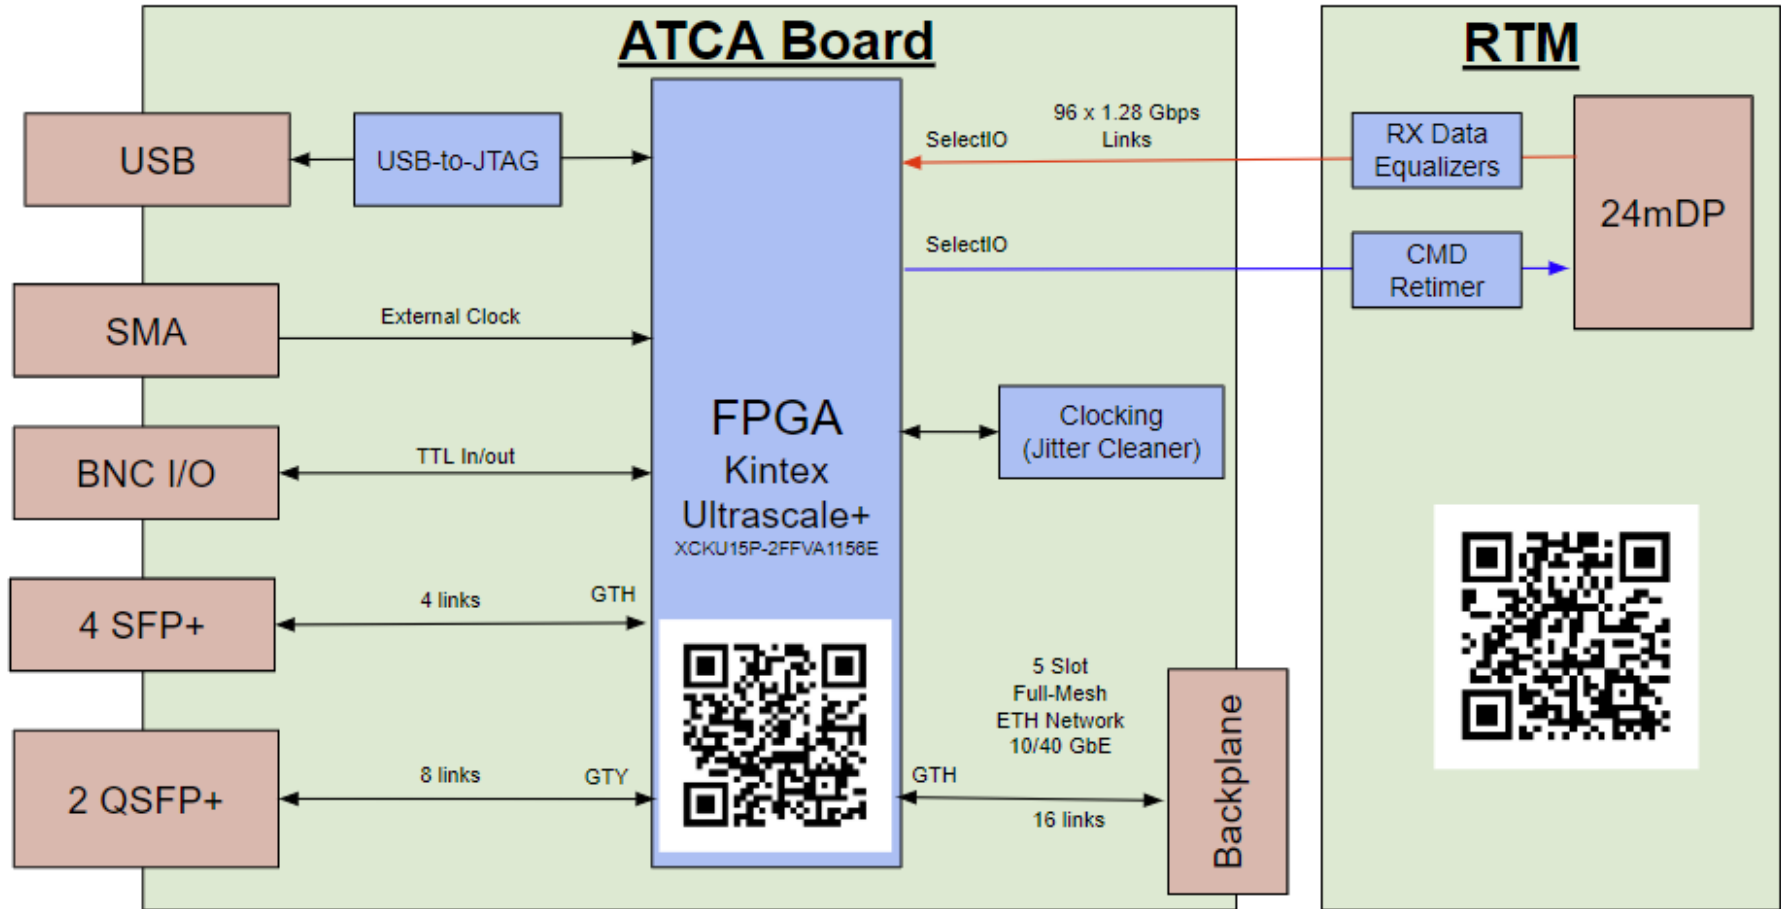 ATCA Board
RTM
USB
USB-to-JTAG
SelectIO
96 x 1.28 Gbps
Links
RX Data
Equalizers
24mDP
SelectIO
CMD
Retimer
SMA
External Clock
FPGA
Kintex
Ultrascale+
XCKU15P-2FFVA1156E
Clocking
(Jitter Cleaner)
BNC I/O
TTL In/out
4 SFP+
4 links
GTH
5 Slot
Full-Mesh
ETH Network
10/40 GbE
GTH
16 links
Backplane
2 QSFP+
8 links
GTY